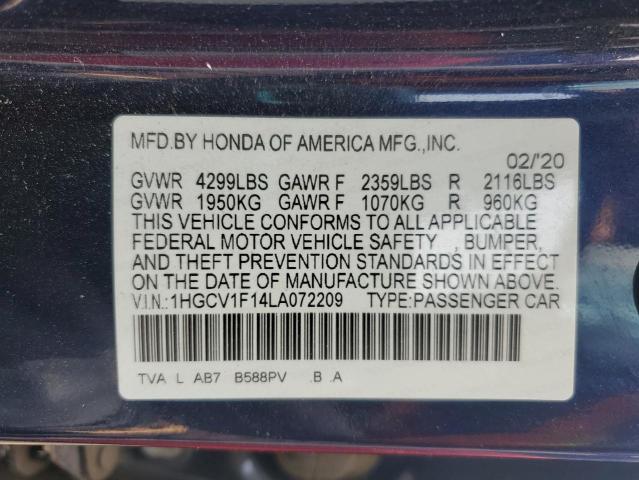 MFD.BY HONDA OF AMERICA MFG.,INC.
02/'20
GVWR 4299LBS GAWR F 2359LBS R 2116LBS
GVWR 1950KG GAWR F 1070KG R 960KG
THIS VEHICLE CONFORMS TO ALL APPLICABLE
FEDERAL MOTOR VEHICLE SAFETY , BUMPER,
AND THEFT PREVENTION STANDARDS IN EFFECT
ON THE DATE OF MANUFACTURE SHOWN ABOVE.
V.I.N.:1HGCV1F14LA072209 TYPE:PASSENGER CAR
TVA L AB7 B588PV .B .A